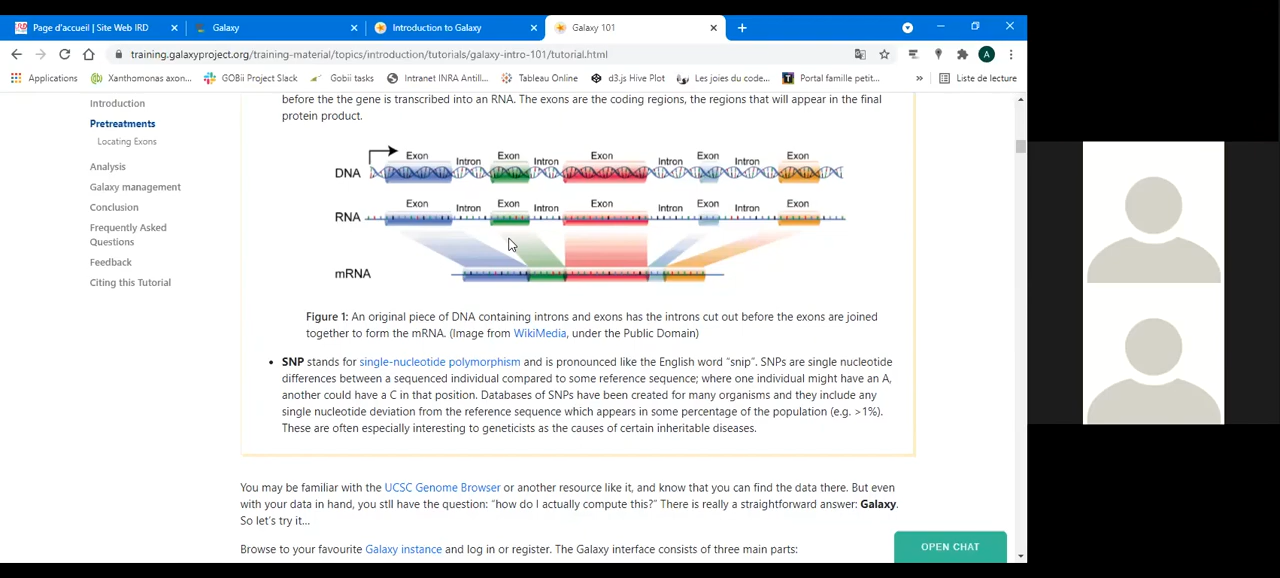 Page d'accueil | Site Web IRD
Galaxy
Introduction to Galaxy
Galaxy 101
training.galaxyproject.org/training-material/topics/introduction/tutorials/galaxy-intro-101/tutorial.html
A
Applications
Xanthomonas axon...
GOBii Project Slack
Gobii tasks
Intranet INRA Antill...
Tableau Online
d3.js Hive Plot
Les joies du code...
Portal famille petit...
»
Liste de lecture
Introduction
Pretreatments
Locating Exons
Analysis
Galaxy management
Conclusion
Frequently Asked
Questions
Feedback
Citing this Tutorial
before the the gene is transcribed into an RNA. The exons are the coding regions, the regions that will appear in the final
protein product.
Exon Intron Exon Intron Exon Intron Exon Intron Exon
DNA
Exon Intron Exon Intron Exon Intron Exon Intron Exon
RNA
mRNA
Figure 1: An original piece of DNA containing introns and exons has the introns cut out before the exons are joined
together to form the mRNA. (Image from WikiMedia, under the Public Domain)
• SNP stands for single-nucleotide polymorphism and is pronounced like the English word “snip”. SNPs are single nucleotide
differences between a sequenced individual compared to some reference sequence; where one individual might have an A,
another could have a C in that position. Databases of SNPs have been created for many organisms and they include any
single nucleotide deviation from the reference sequence which appears in some percentage of the population (e.g. >1%).
These are often especially interesting to geneticists as the causes of certain inheritable diseases.
You may be familiar with the UCSC Genome Browser or another resource like it, and know that you can find the data there. But even
with your data in hand, you stll have the question: “how do I actually compute this?” There is really a straightforward answer: Galaxy.
So let’s try it...
Browse to your favourite Galaxy instance and log in or register. The Galaxy interface consists of three main parts:
OPEN CHAT